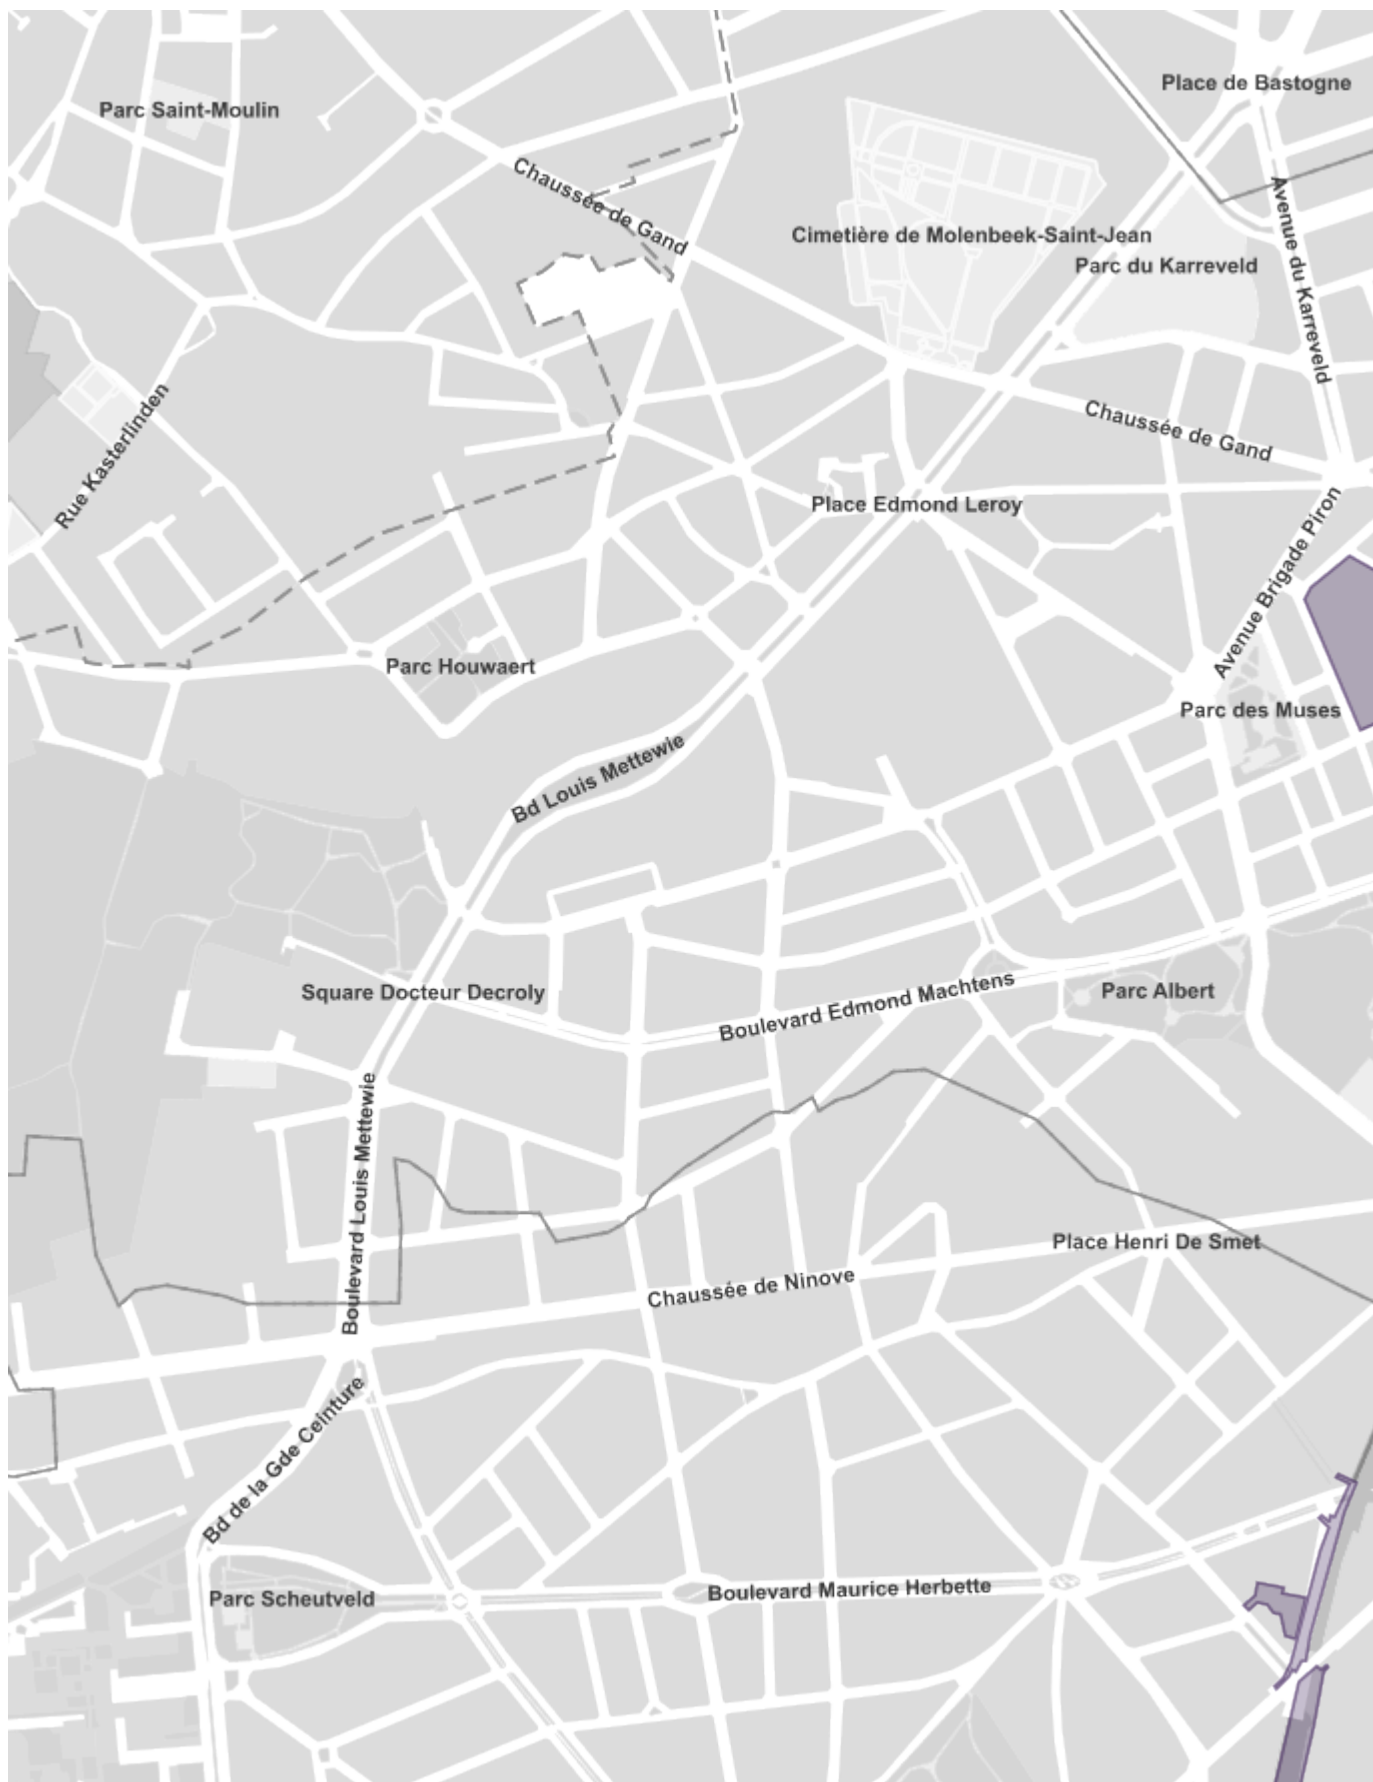 Place de Bastogne
Parc Saint-Moulin
Chaussée de Gand
Avenue du Karreveld
Cimetière de Molenbeek-Saint-Jean
Parc du Karreveld
Rue Kasterlinden
Chaussée de Gand
Place Edmond Leroy
Avenue Brigade Piron
Parc Houwaert
Parc des Muses
Bd Louis Mettewie
Square Docteur Decroly
Parc Albert
Boulevard Edmond Machtens
Boulevard Louis Mettewie
Place Henri De Smet
Chaussée de Ninove
Bd de la Gde Ceinture
Boulevard Maurice Herbette
Parc Scheutveld